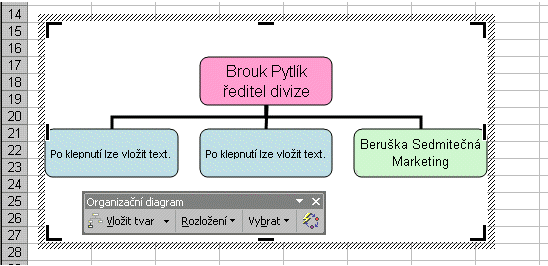 14
15
16
17
18
19
20
21
22
23
24
25
26
27
28
Brouk Pytlík
ředitel divize
Po klepnutí lze vložit text.
Po klepnutí lze vložit text.
Beruška Sedmitečná
Marketing
Organizační diagram
Vložit tvar
Rozložení
Vybrat